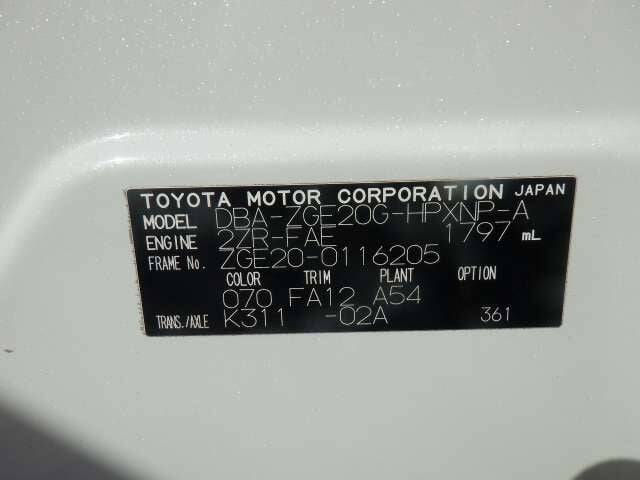 TOYOTA MOTOR CORPORATION JAPAN
MODEL DBA-ZGE20G-HPXNP-A
ENGINE 2ZR-FAE 1797 mL
FRAME No. ZGE20-0116205
COLOR TRIM PLANT OPTION
070 FA12 A54
TRANS./AXLE K311 -02A 361